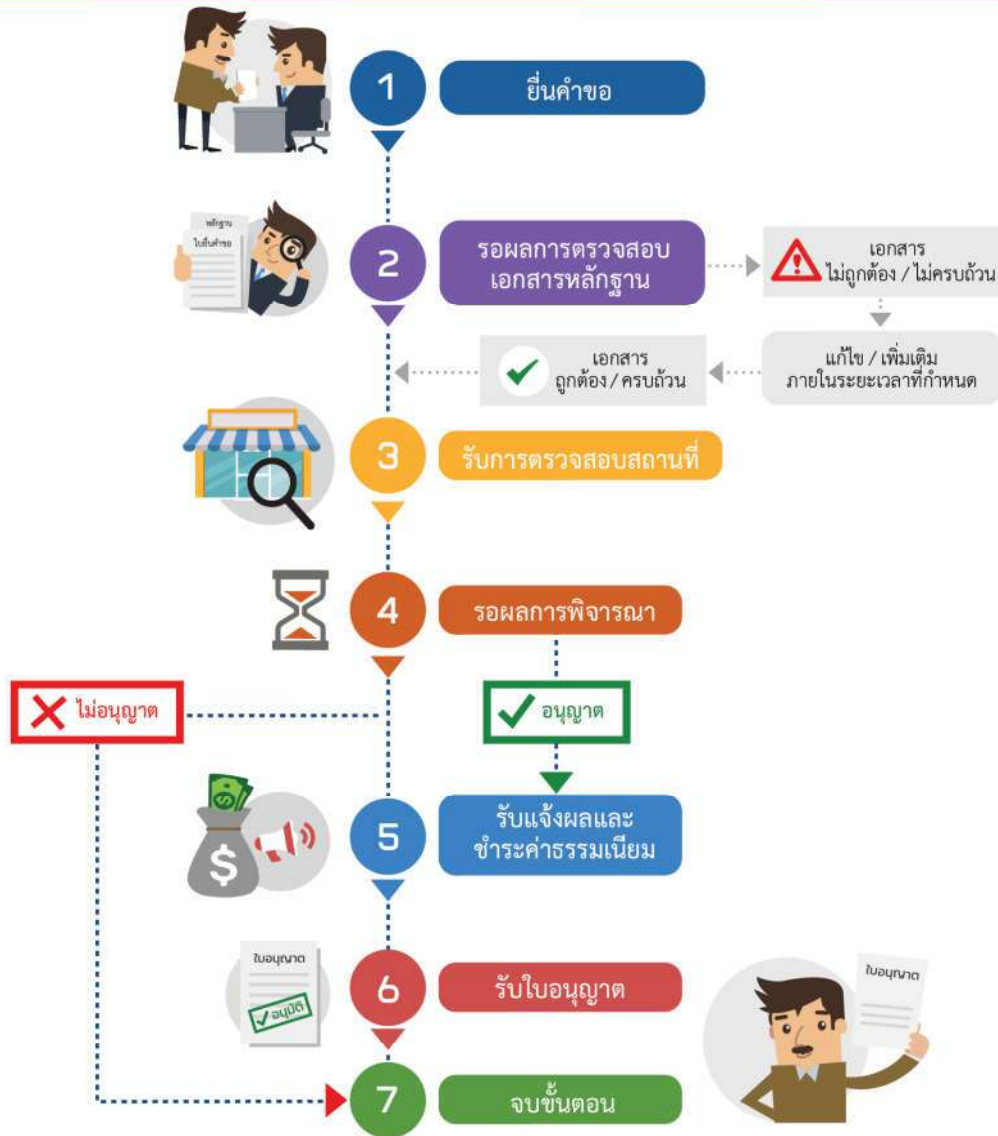 1
ยื่นคำขอ
หลักฐาน
ใบยื่นคำขอ
2
รอผลการตรวจสอบ
เอกสารหลักฐาน
เอกสาร
ไม่ถูกต้อง / ไม่ครบถ้วน
แก้ไข / เพิ่มเติม
ภายในระยะเวลาที่กำหนด
เอกสาร
ถูกต้อง / ครบถ้วน
3
รับการตรวจสอบสถานที่
4
รอผลการพิจารณา
ไม่อนุญาต
อนุญาต
$
5
รับแจ้งผลและ
ชำระค่าธรรมเนียม
ใบอนุญาต
อนุมัติ
6
รับใบอนุญาต
ใบอนุญาต
7
จบขั้นตอน